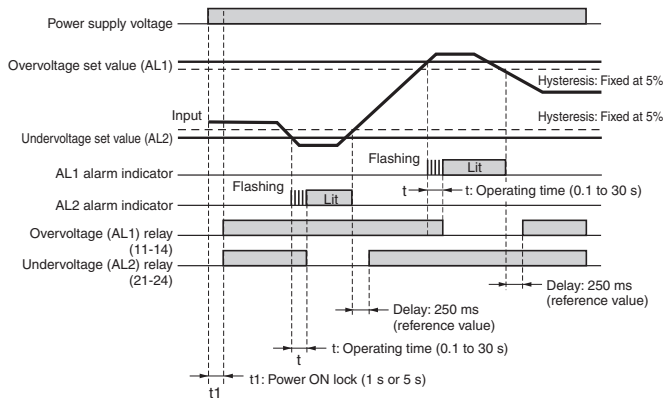 Power supply voltage
Overvoltage set value (AL1)
Hysteresis: Fixed at 5%
Input
Hysteresis: Fixed at 5%
Undervoltage set value (AL2)
Flashing
Lit
AL1 alarm indicator
t
t: Operating time (0.1 to 30 s)
Flashing
Lit
AL2 alarm indicator
Overvoltage (AL1) relay
(11-14)
Undervoltage (AL2) relay
(21-24)
Delay: 250 ms
(reference value)
Delay: 250 ms
(reference value)
t: Operating time (0.1 to 30 s)
t
t1: Power ON lock (1 s or 5 s)
t1